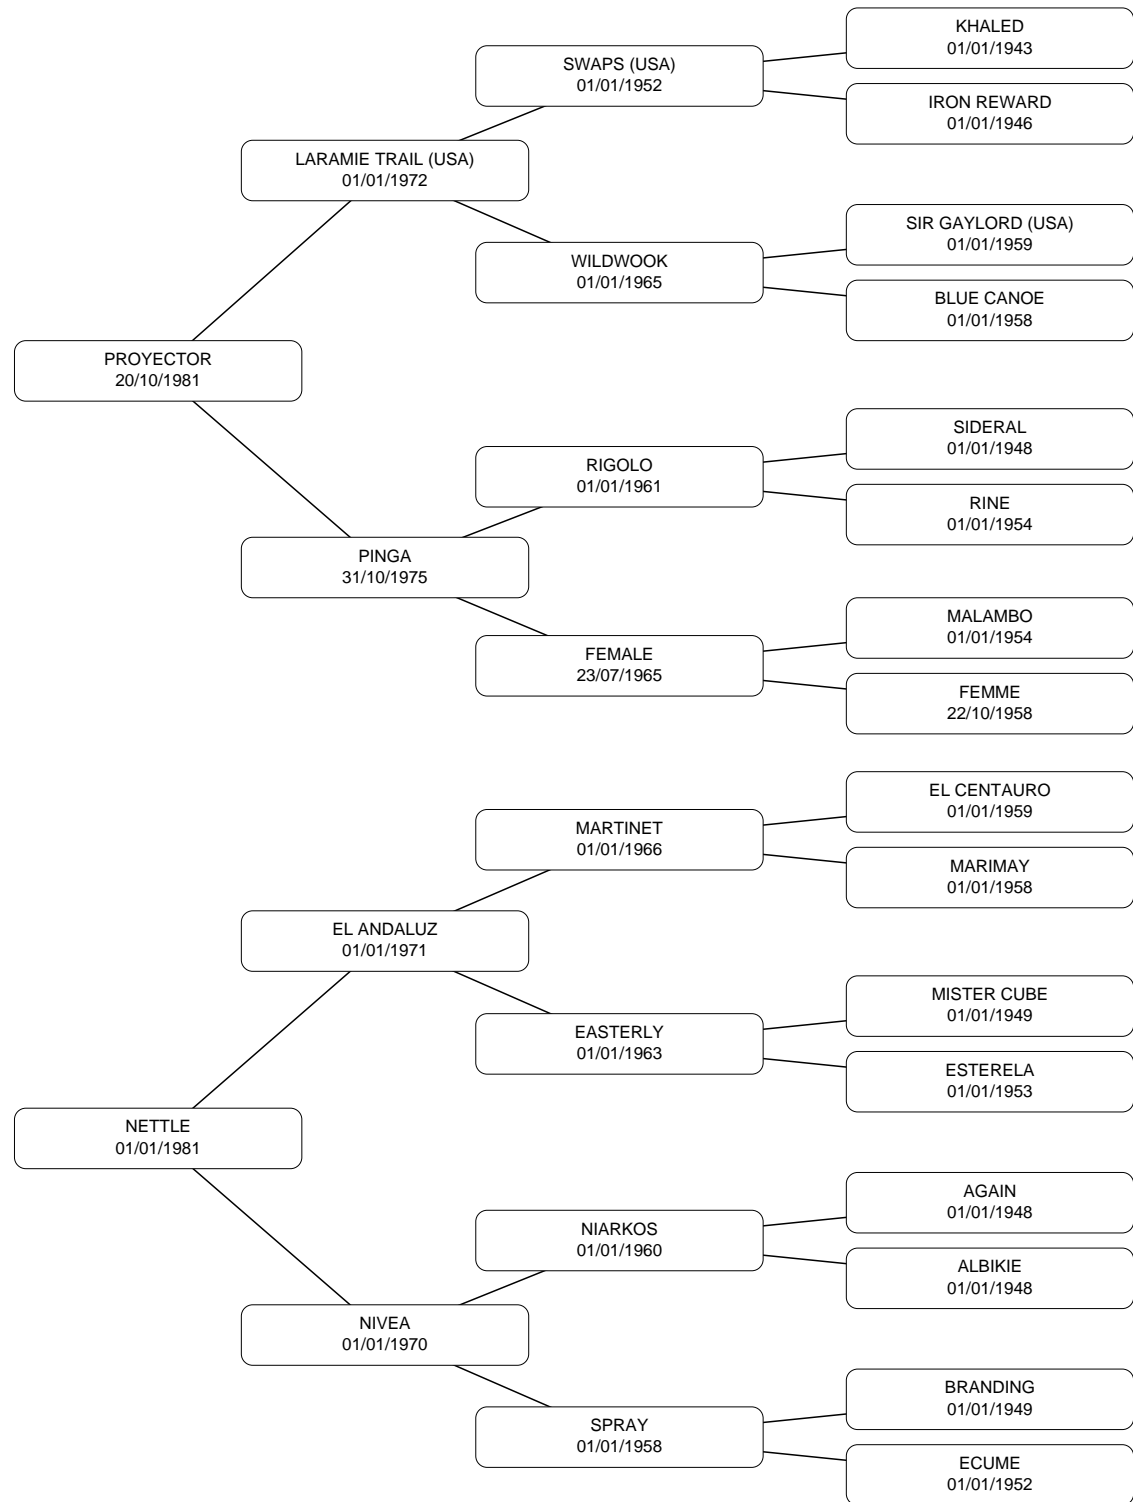 KHALED
01/01/1943
SWAPS (USA)
01/01/1952
IRON REWARD
01/01/1946
LARAMIE TRAIL (USA)
01/01/1972
SIR GAYLORD (USA)
01/01/1959
WILDWOOK
01/01/1965
BLUE CANOE
01/01/1958
PROYECTOR
20/10/1981
SIDERAL
01/01/1948
RIGOLO
01/01/1961
RINE
01/01/1954
PINGA
31/10/1975
MALAMBO
01/01/1954
FEMALE
23/07/1965
FEMME
22/10/1958
EL CENTAURO
01/01/1959
MARTINET
01/01/1966
MARIMAY
01/01/1958
EL ANDALUZ
01/01/1971
MISTER CUBE
01/01/1949
EASTERLY
01/01/1963
ESTERELA
01/01/1953
NETTLE
01/01/1981
AGAIN
01/01/1948
NIARKOS
01/01/1960
ALBIKIE
01/01/1948
NIVEA
01/01/1970
BRANDING
01/01/1949
SPRAY
01/01/1958
ECUME
01/01/1952